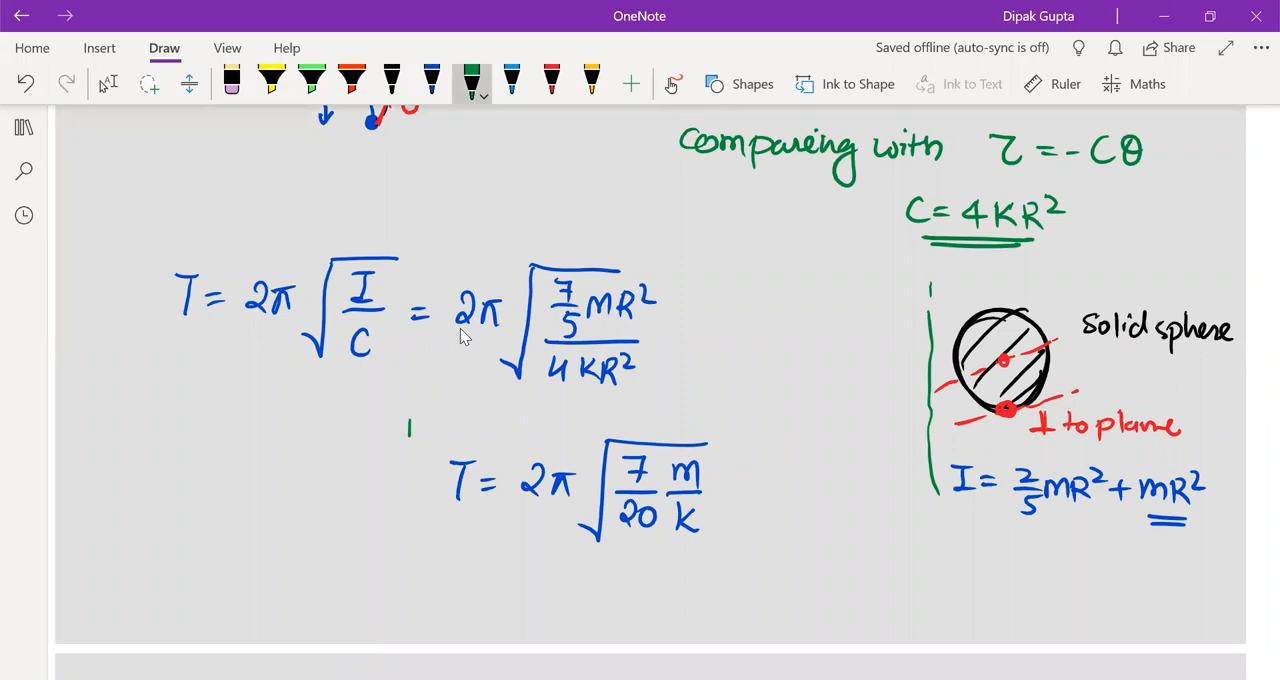 OneNote
Dipak Gupta
Home Insert Draw View Help
Saved offline (auto-sync is off) Share
Shapes Ink to Shape Ink to Text Ruler Maths
Comparing with τ = - Cθ
C = 4KR²
T = 2π √(I/C) = 2π √((7/5 MR²)/(4KR²))
Solid sphere
⊥ to plane
I = 2/5 MR² + MR²
T = 2π √(7/20 m/k)